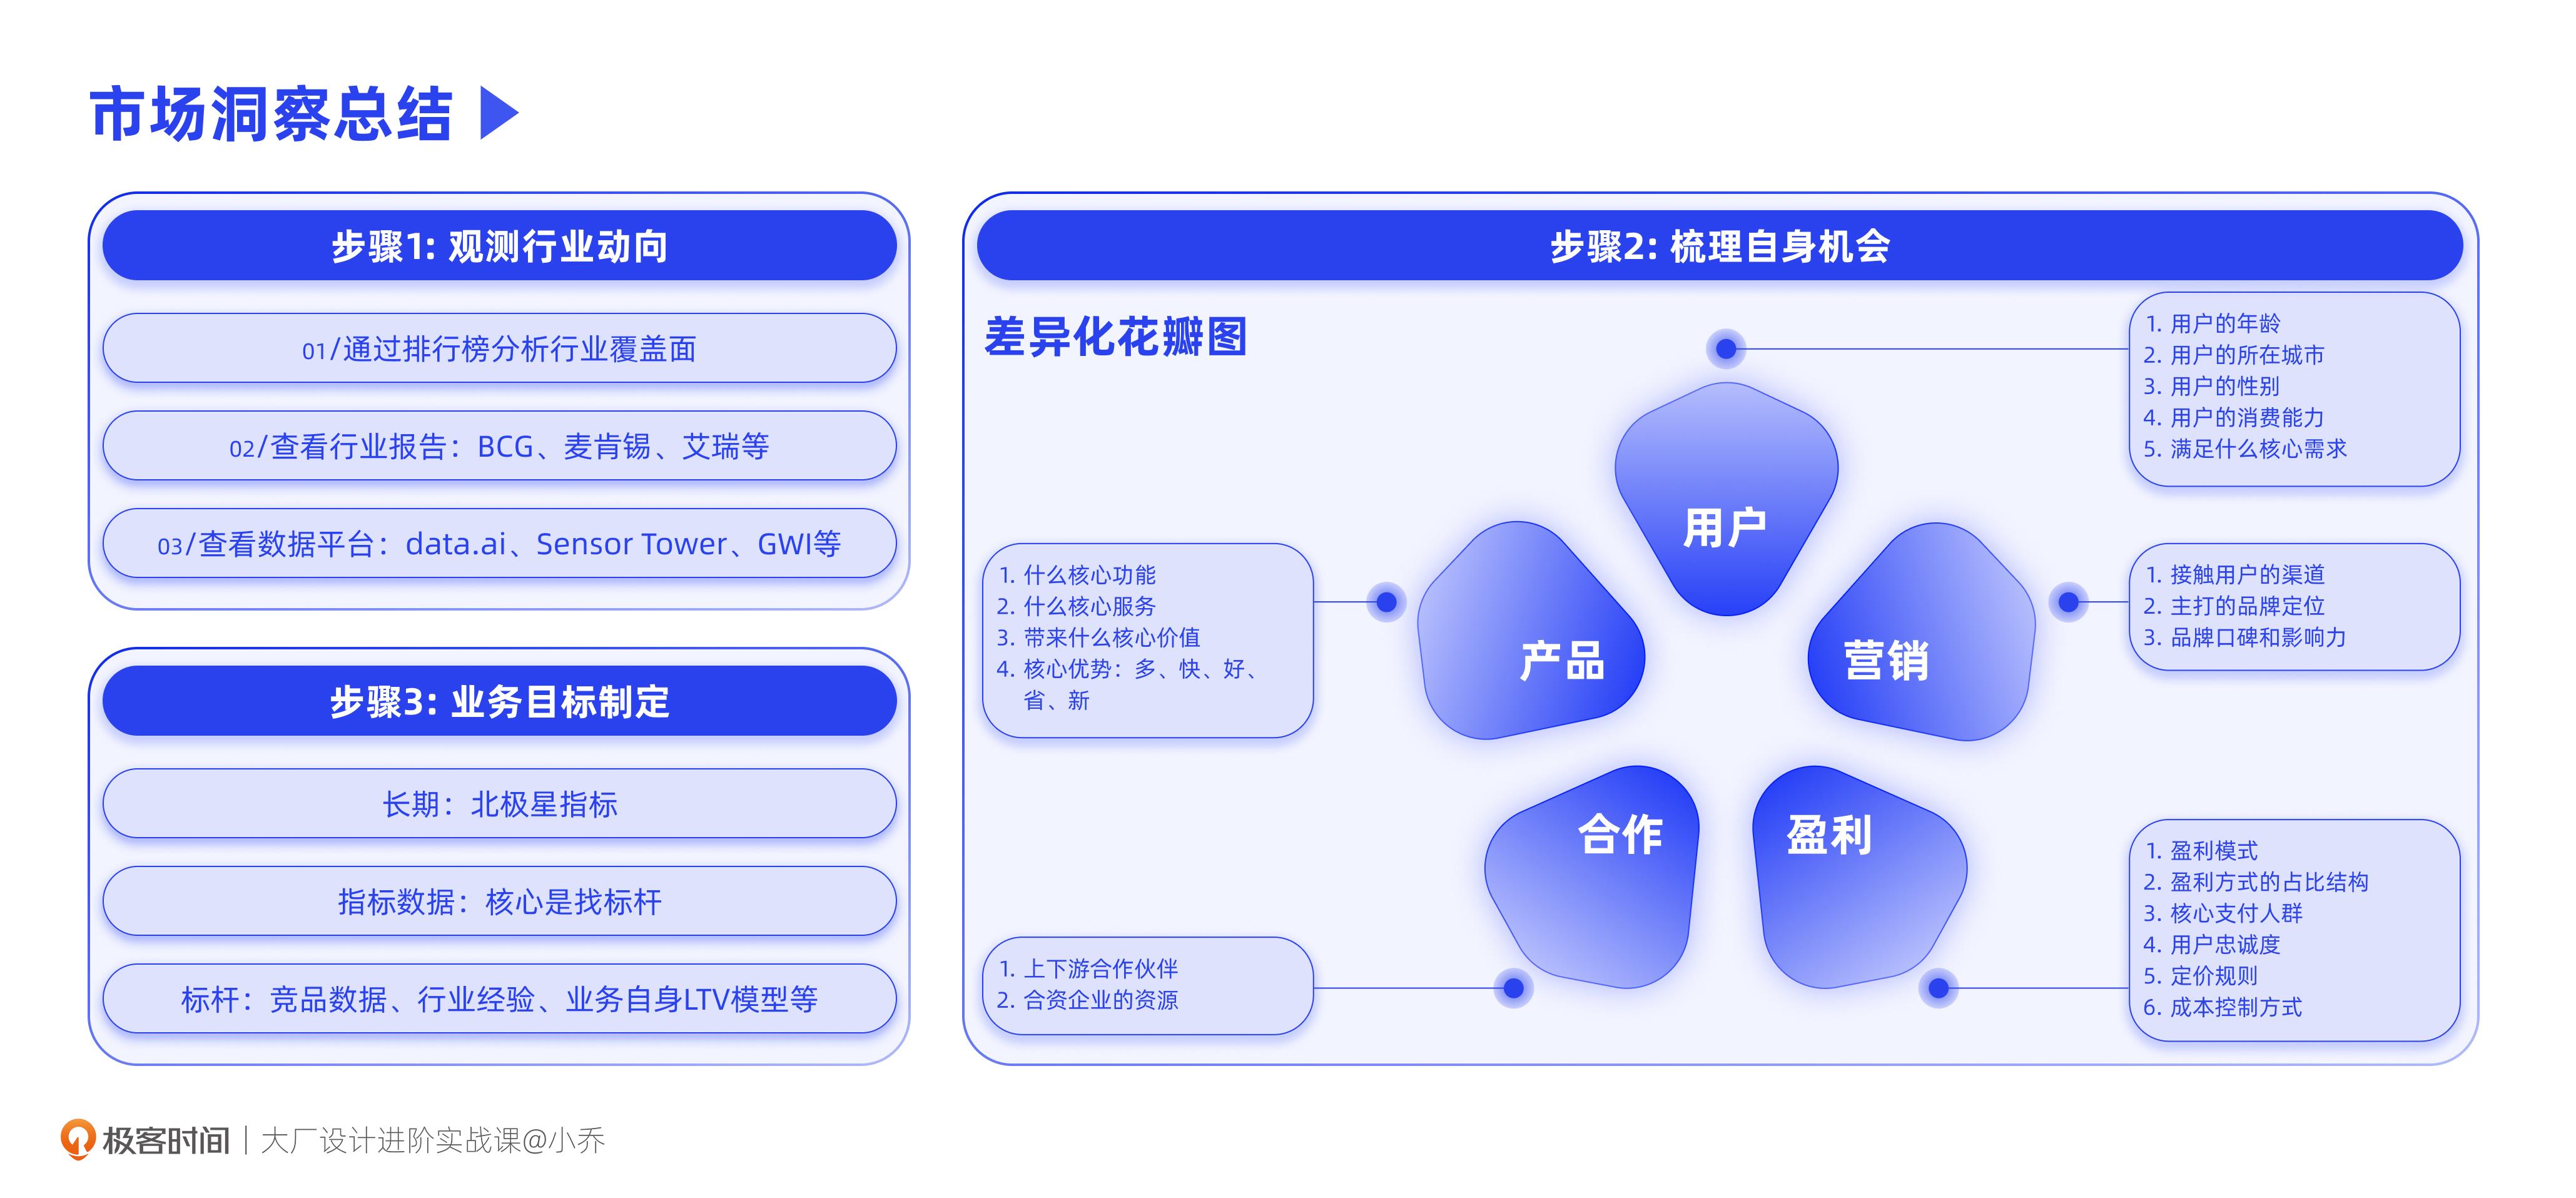 市场洞察总结
步骤1: 观测行业动向
01/通过排行榜分析行业覆盖面
02/查看行业报告：BCG、麦肯锡、艾瑞等
03/查看数据平台：data.ai、Sensor Tower、GWI等
步骤2: 梳理自身机会
差异化花瓣图
用户
1. 用户的年龄
2. 用户的所在城市
3. 用户的性别
4. 用户的消费能力
5. 满足什么核心需求
产品
1. 什么核心功能
2. 什么核心服务
3. 带来什么核心价值
4. 核心优势：多、快、好、
省、新
营销
1. 接触用户的渠道
2. 主打的品牌定位
3. 品牌口碑和影响力
合作
1. 上下游合作伙伴
2. 合资企业的资源
盈利
1. 盈利模式
2. 盈利方式的占比结构
3. 核心支付人群
4. 用户忠诚度
5. 定价规则
6. 成本控制方式
步骤3: 业务目标制定
长期：北极星指标
指标数据：核心是找标杆
标杆：竞品数据、行业经验、业务自身LTV模型等
极客时间 | 大厂设计进阶实战课@小乔